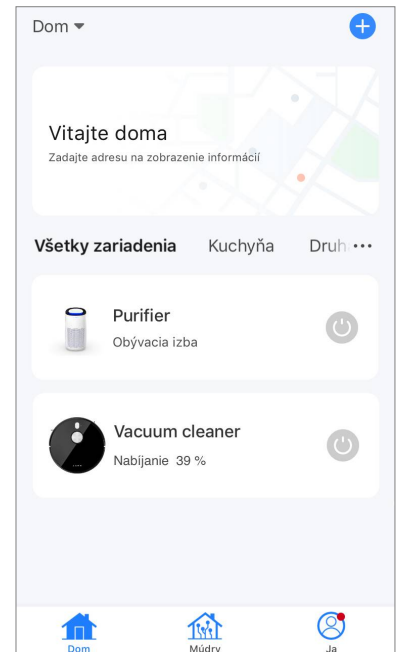 Dom
Vitajte doma
Zadajte adresu na zobrazenie informácií
Všetky zariadenia Kuchyňa Druh
Purifier
Obývacia izba
Vacuum cleaner
Nabíjanie 39 %
Dom Múdry Ja